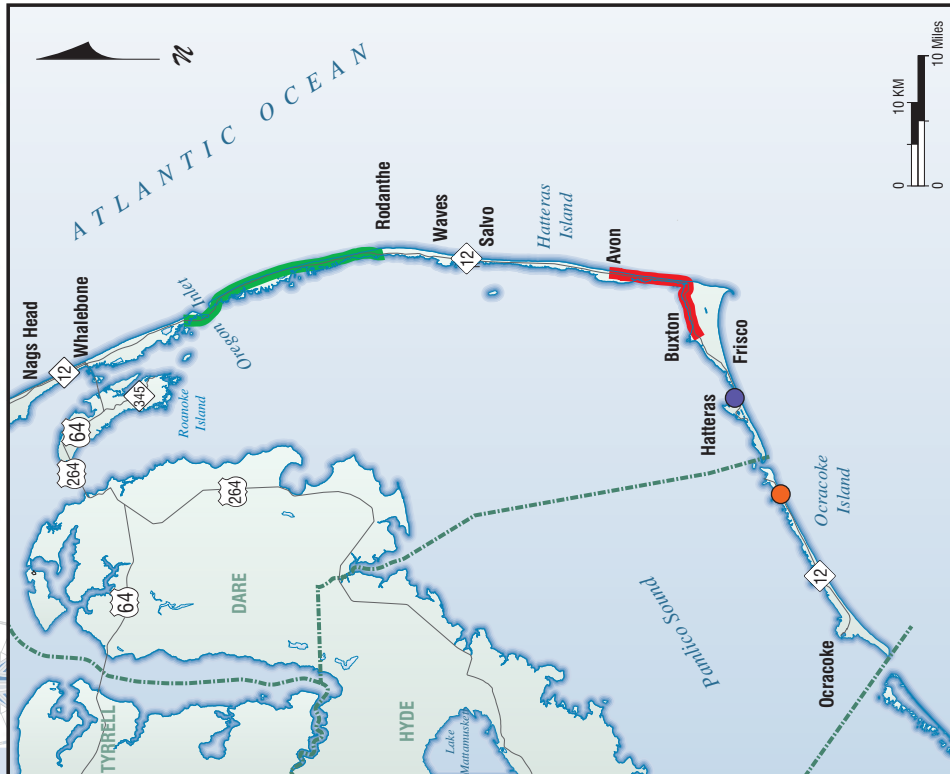 N
ATLANTIC OCEAN
Nags Head
12
Whalebone
345
Roanoke
Island
64
264
Oregon Inlet
Rodanthe
Waves
12
Salvo
Hatteras
Island
Avon
Buxton
Frisco
Hatteras
Ocracoke
Island
12
Ocracoke
Pamlico Sound
264
64
DARE
TYRRELL
HYDE
Lake
Mattamuskeet
0 10 KM
0 10 Miles